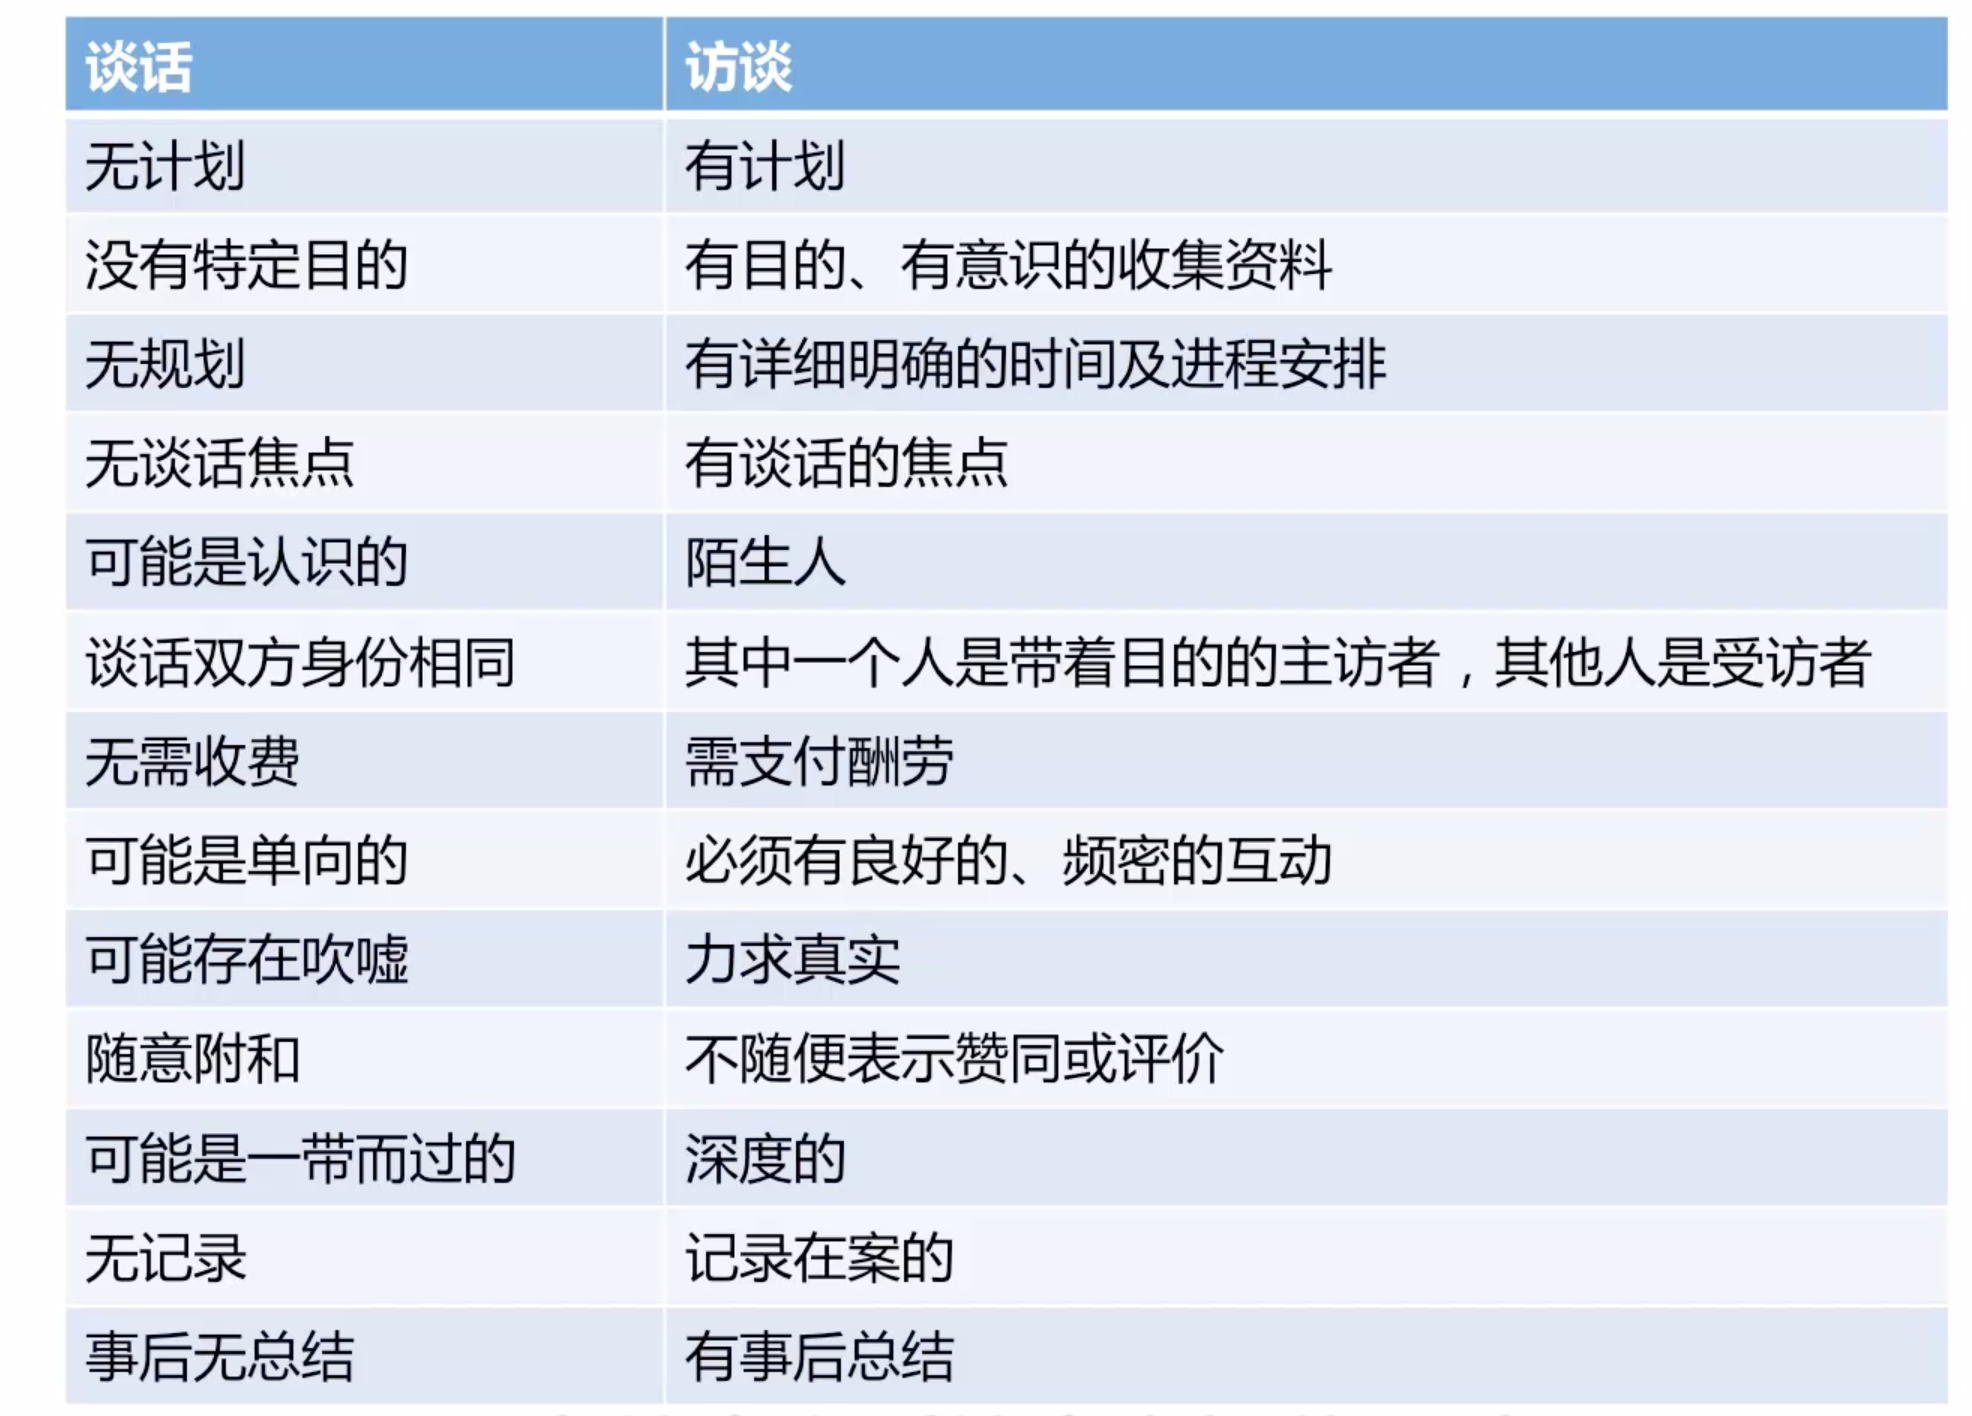 谈话 访谈
无计划 有计划
没有特定目的 有目的、有意识的收集资料
无规划 有详细明确的时间及进程安排
无谈话焦点 有谈话的焦点
可能是认识的 陌生人
谈话双方身份相同 其中一个人是带着目的的主访者，其他人是受访者
无需收费 需支付酬劳
可能是单向的 必须有良好的、频密的互动
可能存在吹嘘 力求真实
随意附和 不随便表示赞同或评价
可能是一带而过的 深度的
无记录 记录在案的
事后无总结 有事后总结